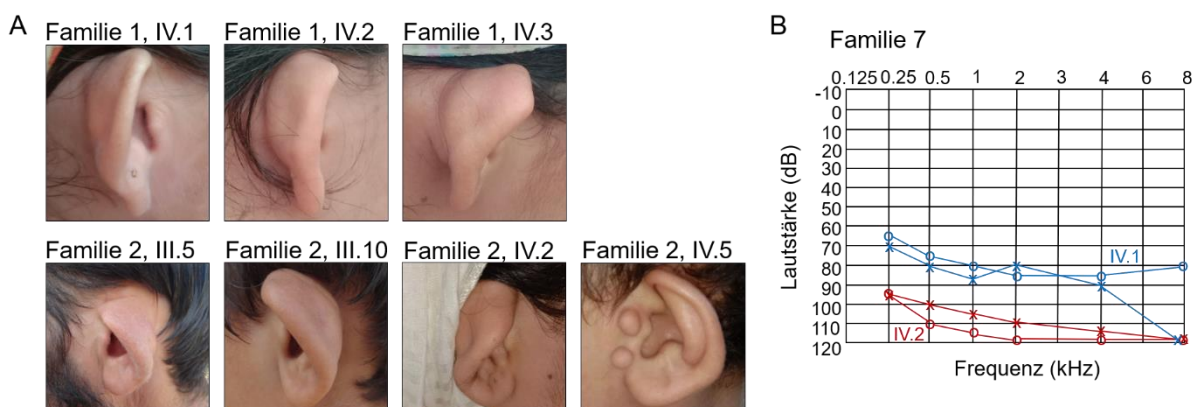 A
Familie 1, IV.1
Familie 1, IV.2
Familie 1, IV.3
Familie 2, III.5
Familie 2, III.10
Familie 2, IV.2
Familie 2, IV.5
B
Familie 7
0.125 0.25 0.5 1 2 3 4 6 8
-10
0
10
20
30
40
50
60
70
80
90
100
110
120
Lautstärke (dB)
IV.1
IV.2
Frequenz (kHz)